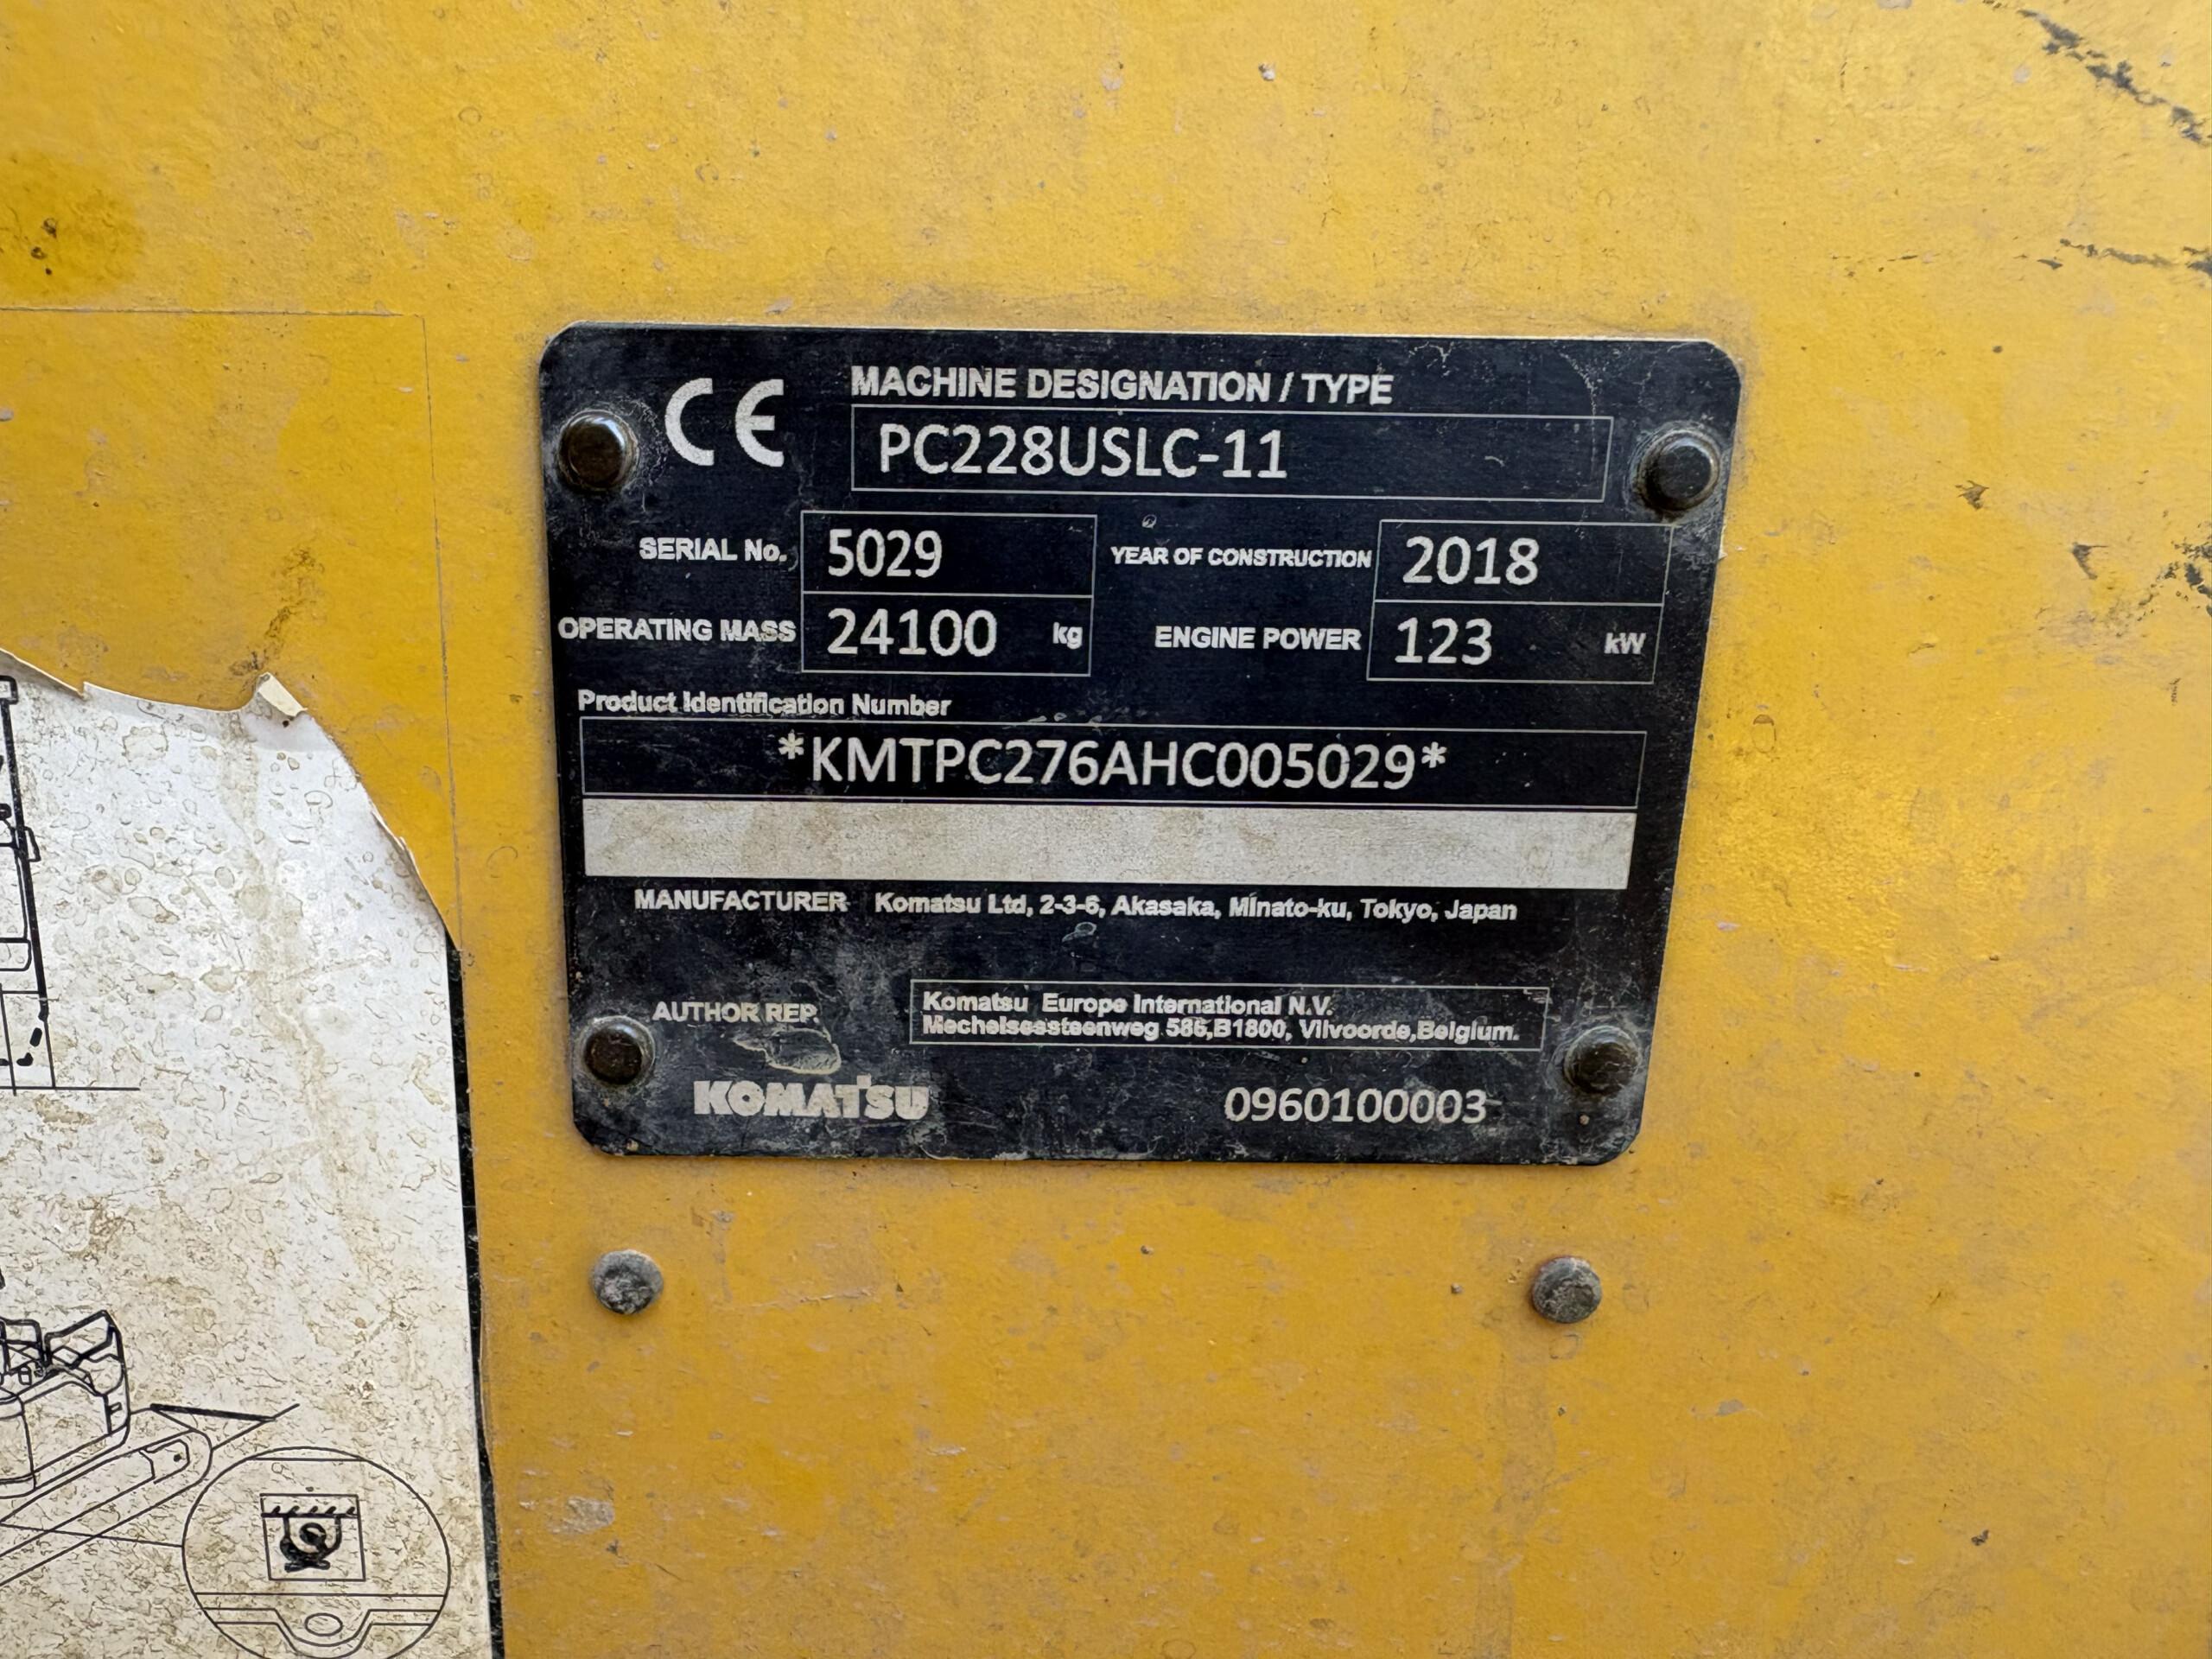 CE
MACHINE DESIGNATION / TYPE
PC228USLC-11
SERIAL No. 5029 YEAR OF CONSTRUCTION 2018
OPERATING MASS 24100 kg ENGINE POWER 123 kW
Product Identification Number
*KMTPC276AHC005029*
MANUFACTURER Komatsu Ltd, 2-3-6, Akasaka, Minato-ku, Tokyo, Japan
AUTHOR REP. Komatsu Europe International N.V.
Mechelsessteenweg 586,B1800, Vilvoorde,Belgium.
KOMATSU 0960100003